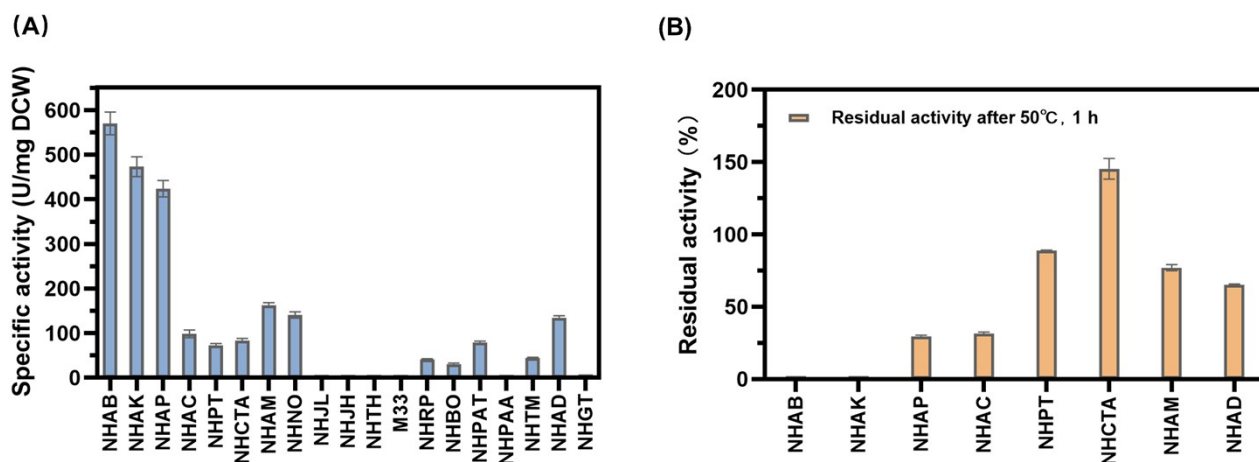 (A)
Specific activity (U/mg DCW)
600
500
400
300
200
100
0
NHAB
NHAK
NHAP
NHAC
NHPT
NHCTA
NHAM
NHNO
NHJL
NHJH
NHTH
M33
NHRP
NHBO
NHPAT
NHPAA
NHTM
NHAD
NHGT
(B)
Residual activity (%)
200
150
100
50
0
Residual activity after 50℃, 1 h
NHAB
NHAK
NHAP
NHAC
NHPT
NHCTA
NHAM
NHAD